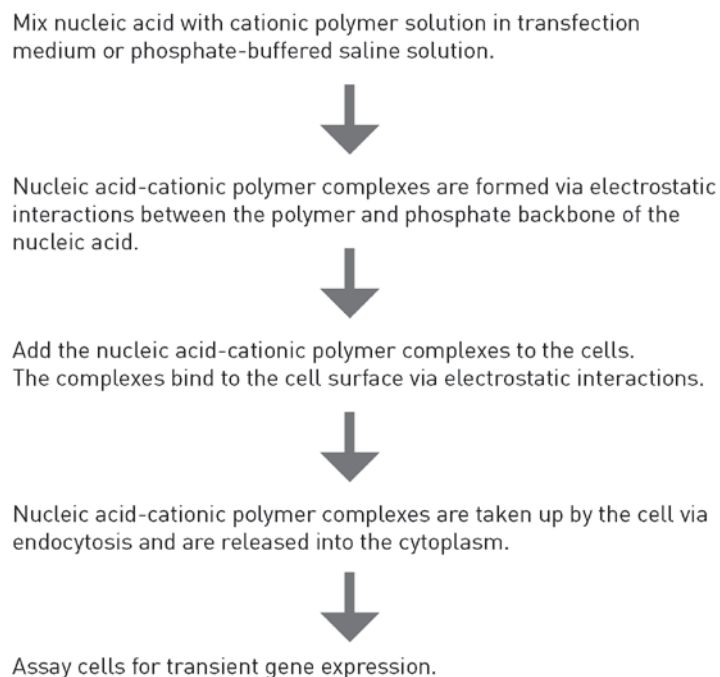 Mix nucleic acid with cationic polymer solution in transfection
medium or phosphate-buffered saline solution.
Nucleic acid-cationic polymer complexes are formed via electrostatic
interactions between the polymer and phosphate backbone of the
nucleic acid.
Add the nucleic acid-cationic polymer complexes to the cells.
The complexes bind to the cell surface via electrostatic interactions.
Nucleic acid-cationic polymer complexes are taken up by the cell via
endocytosis and are released into the cytoplasm.
Assay cells for transient gene expression.